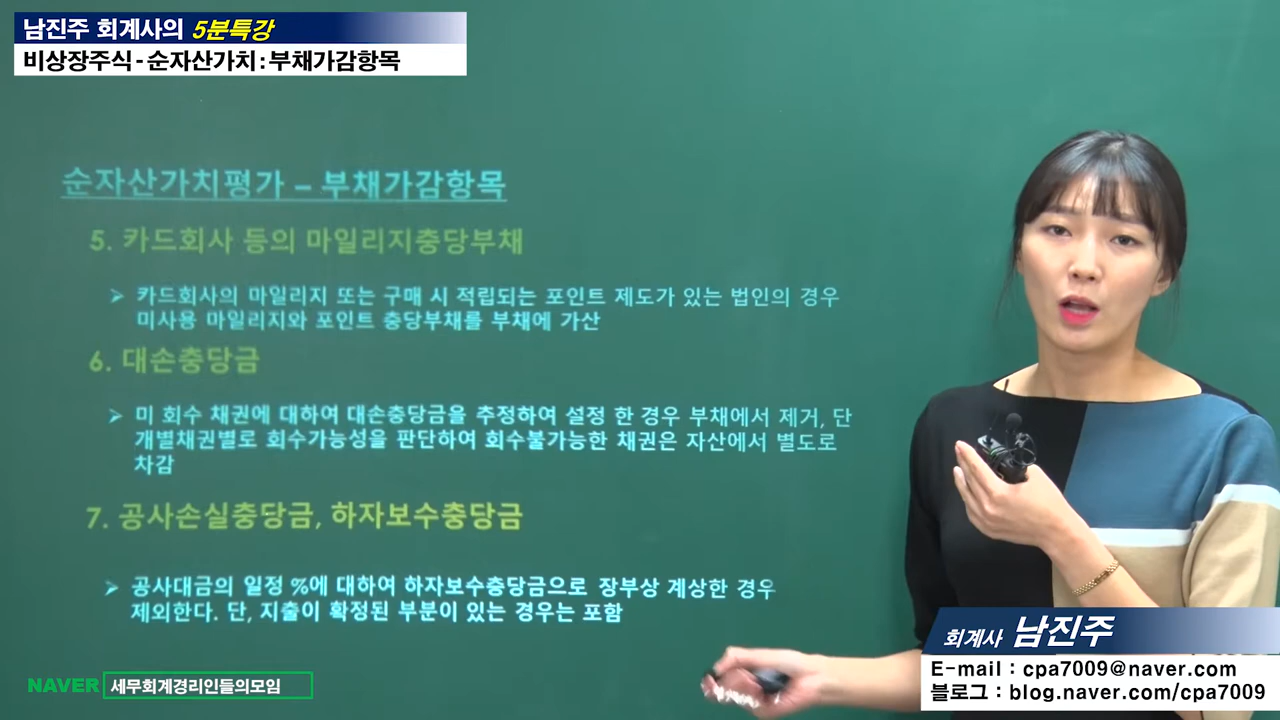 남진주 회계사의 5분특강
비상장주식-순자산가치:부채가감항목
순자산가치평가 – 부채가감항목
5. 카드회사 등의 마일리지충당부채
➢ 카드회사의 마일리지 또는 구매 시 적립되는 포인트 제도가 있는 법인의 경우
미사용 마일리지와 포인트 충당부채를 부채에 가산
6. 대손충당금
➢ 미 회수 채권에 대하여 대손충당금을 추정하여 설정 한 경우 부채에서 제거, 단
개별채권별로 회수가능성을 판단하여 회수불가능한 채권은 자산에서 별도로
차감
7. 공사손실충당금, 하자보수충당금
➢ 공사대금의 일정 %에 대하여 하자보수충당금으로 장부상 계상한 경우
제외한다. 단, 지출이 확정된 부분이 있는 경우는 포함
NAVER 세무회계경리인들의모임
회계사 남진주
E-mail : cpa7009@naver.com
블로그 : blog.naver.com/cpa7009